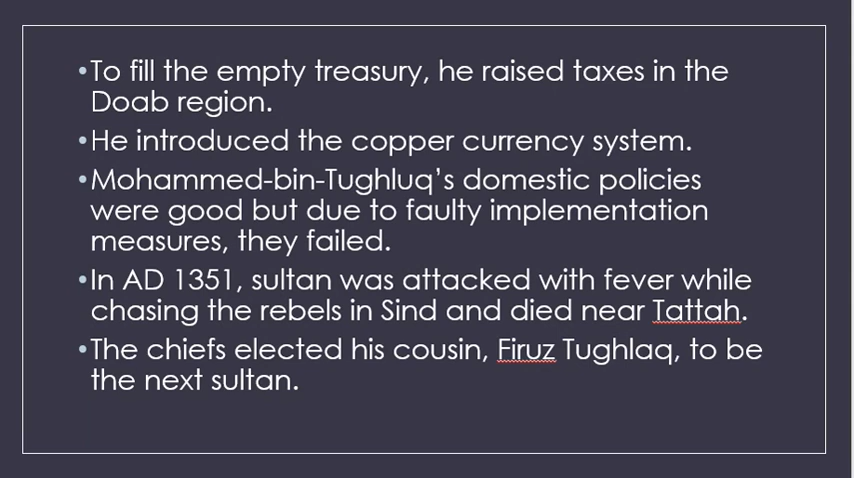 •To fill the empty treasury, he raised taxes in the
Doab region.
•He introduced the copper currency system.
•Mohammed-bin-Tughluq’s domestic policies
were good but due to faulty implementation
measures, they failed.
•In AD 1351, sultan was attacked with fever while
chasing the rebels in Sind and died near Tattah.
•The chiefs elected his cousin, Firuz Tughlaq, to be
the next sultan.